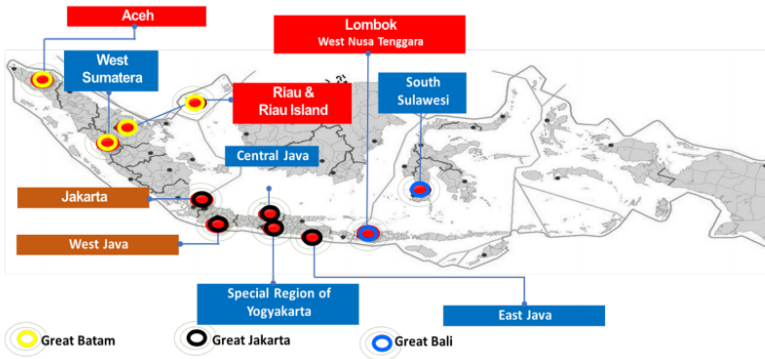 Aceh
Lombok
West Nusa Tenggara
West
Sumatera
South
Sulawesi
Riau &
Riau Island
Central Java
Jakarta
West Java
Special Region of
Yogyakarta
East Java
Great Batam
Great Jakarta
Great Bali